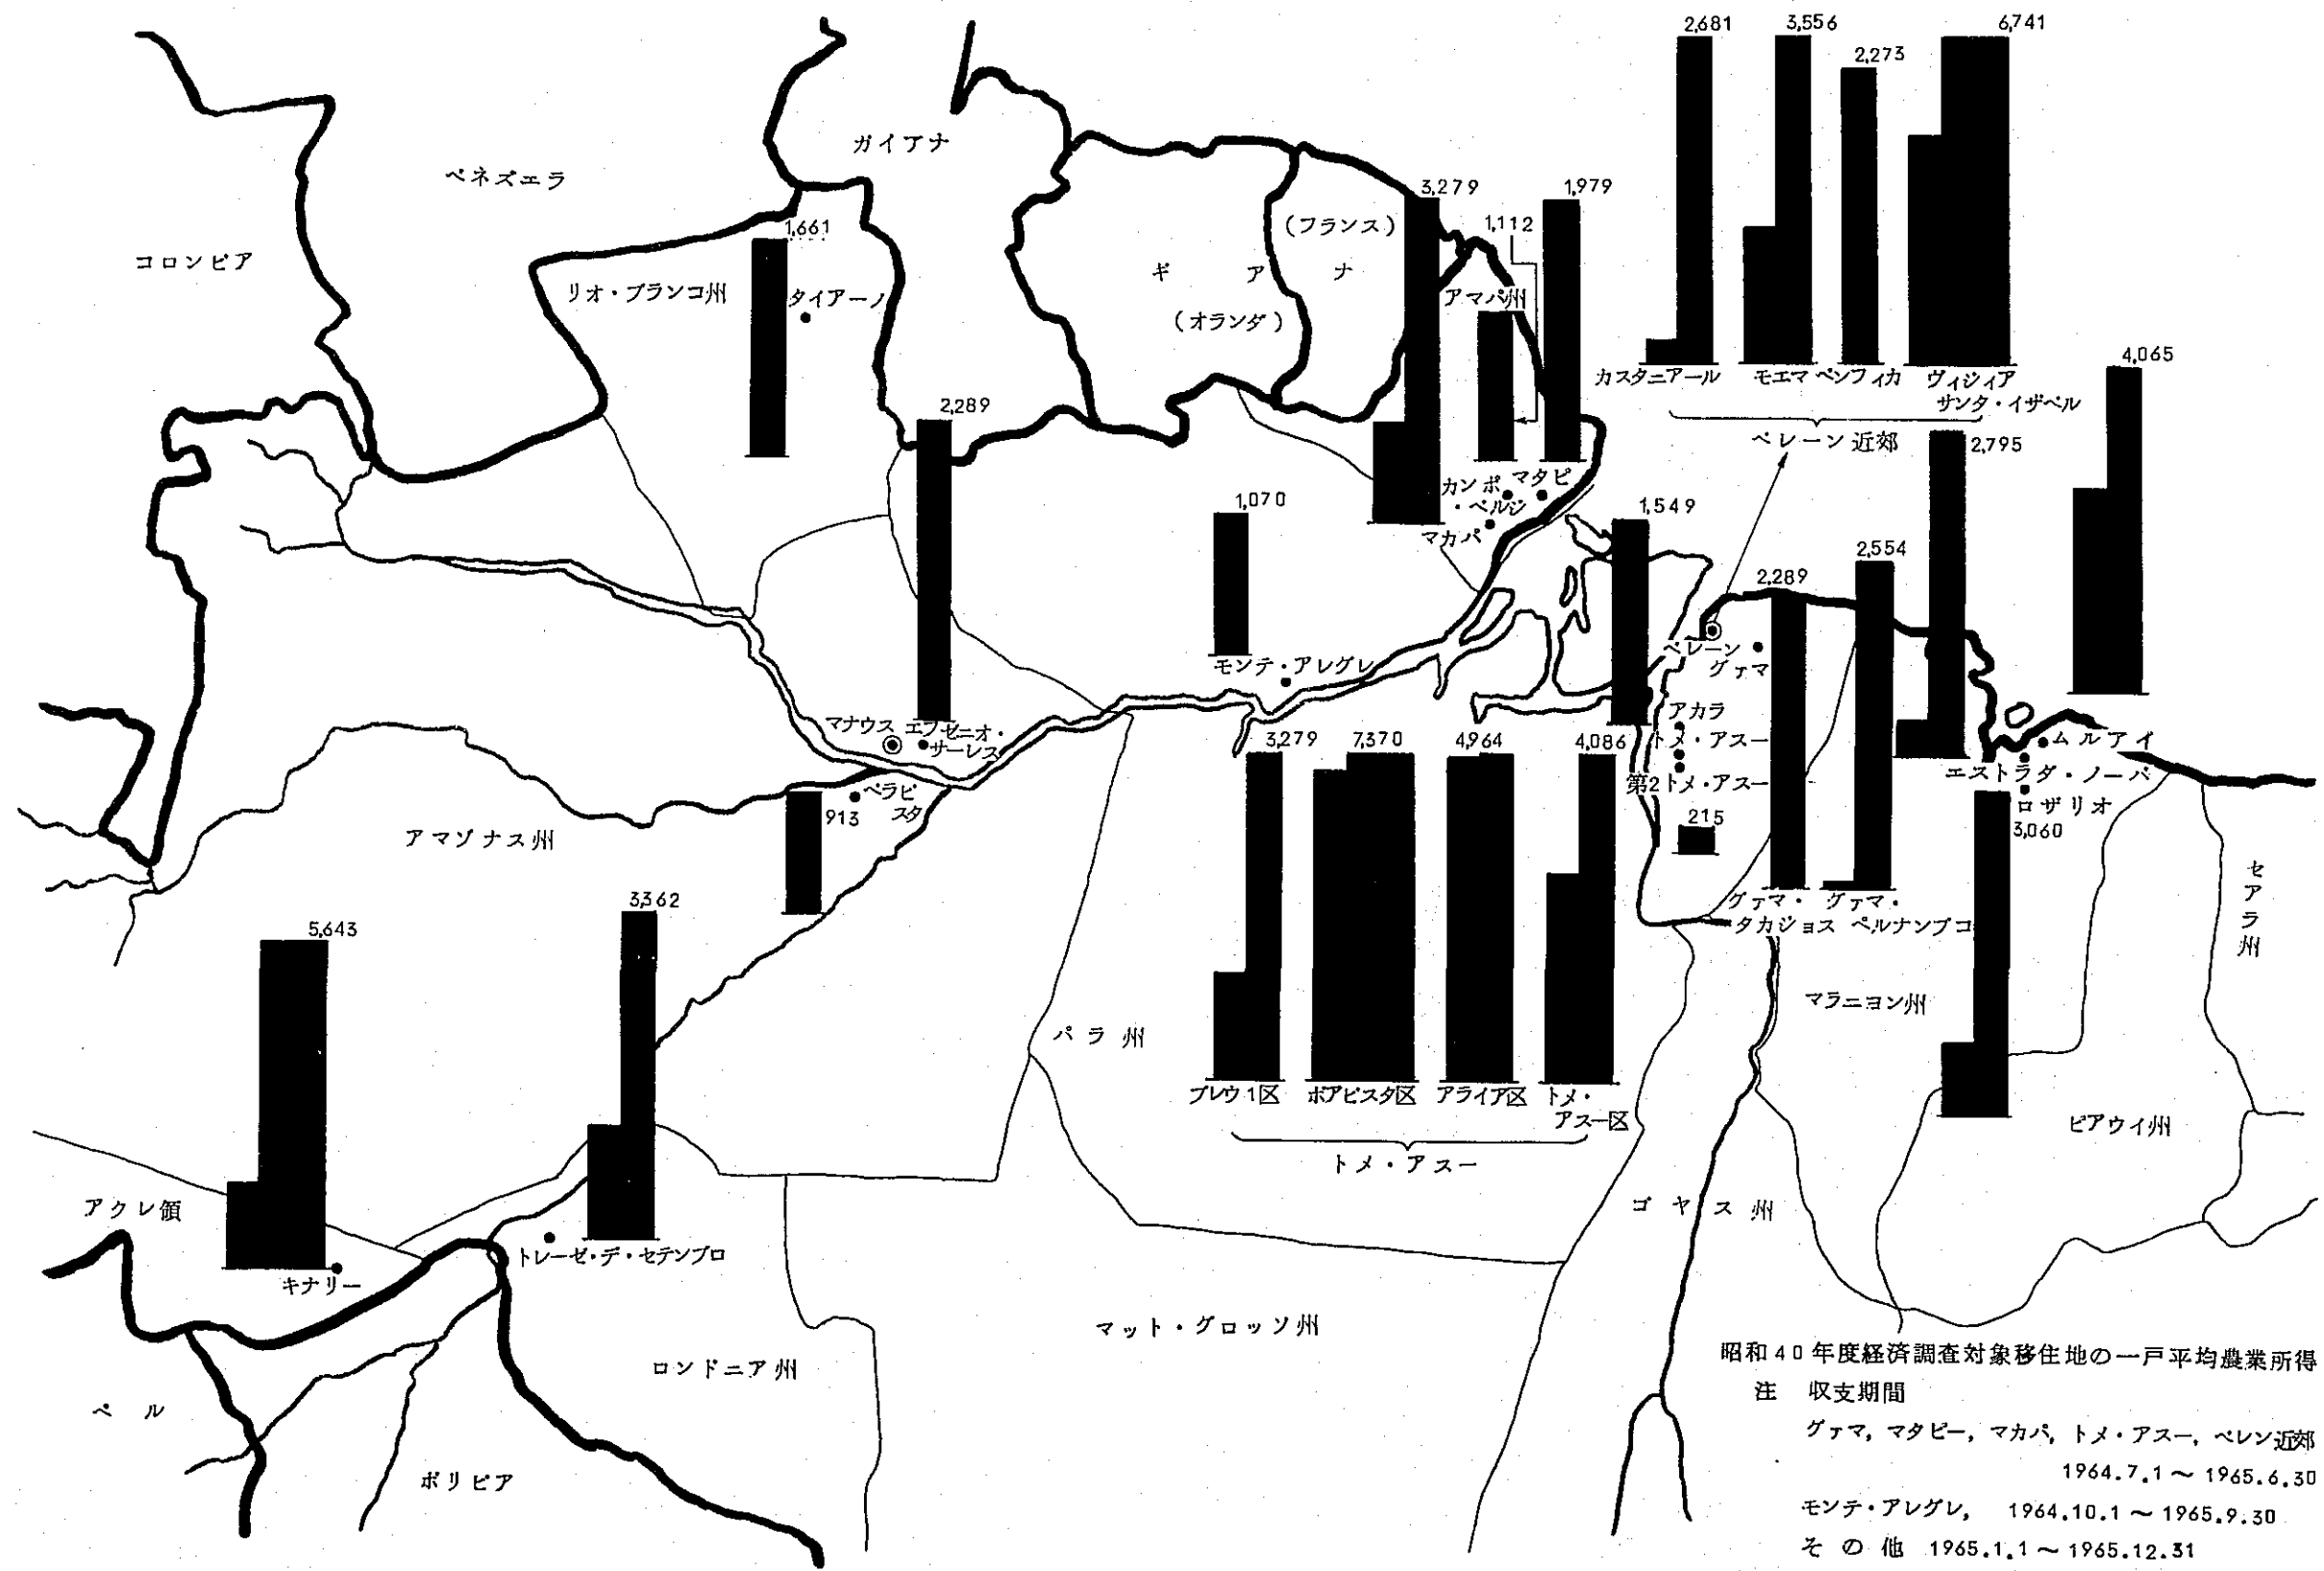 2,681
3,556
2,273
6,741
カスタニアール
モエマ
ベンフィカ
ヴィジィア
サンタ・イザベル
ベレーン近郊
コロンビア
ベネズエラ
ガイアナ
ギアナ
(フランス)
(オランダ)
リオ・ブランコ州
タイアーノ
1,661
2,289
3,279
1,112
1,979
アマパ州
カンポ
・ベルジ
マタピ
マカパ
1,070
モンテ・アレグレ
1,549
ベレーン
グァマ
2,289
2,554
2,795
4,065
アカラ
トメ・アスー
第2トメ・アスー
215
グァマ・
タカジョス
グァマ・
ペルナンブコ
ムルアイ
エストラダ・ノーバ
ロザリオ
3,060
マナウス
エフゼニオ・
サーレス
ベラビ
スタ
913
アマゾナス州
5,643
3,362
3,279
7,370
4,964
4,086
ブレウ1区
ボアビスタ区
アライア区
トメ・
アスー区
トメ・アスー
パラ州
マラニヨン州
セアラ州
ピアウイ州
ゴヤス州
アクレ領
キナリー
トレーゼ・デ・セテンブロ
ペル
ボリビア
ロンドニア州
マット・グロッソ州
昭和40年度経済調査対象移住地の一戸平均農業所得
注 収支期間
グァマ, マタピー, マカパ, トメ・アスー, ベレン近郊
1964.7.1～1965.6.30
モンテ・アレグレ, 1964.10.1～1965.9.30
その他 1965.1.1～1965.12.31